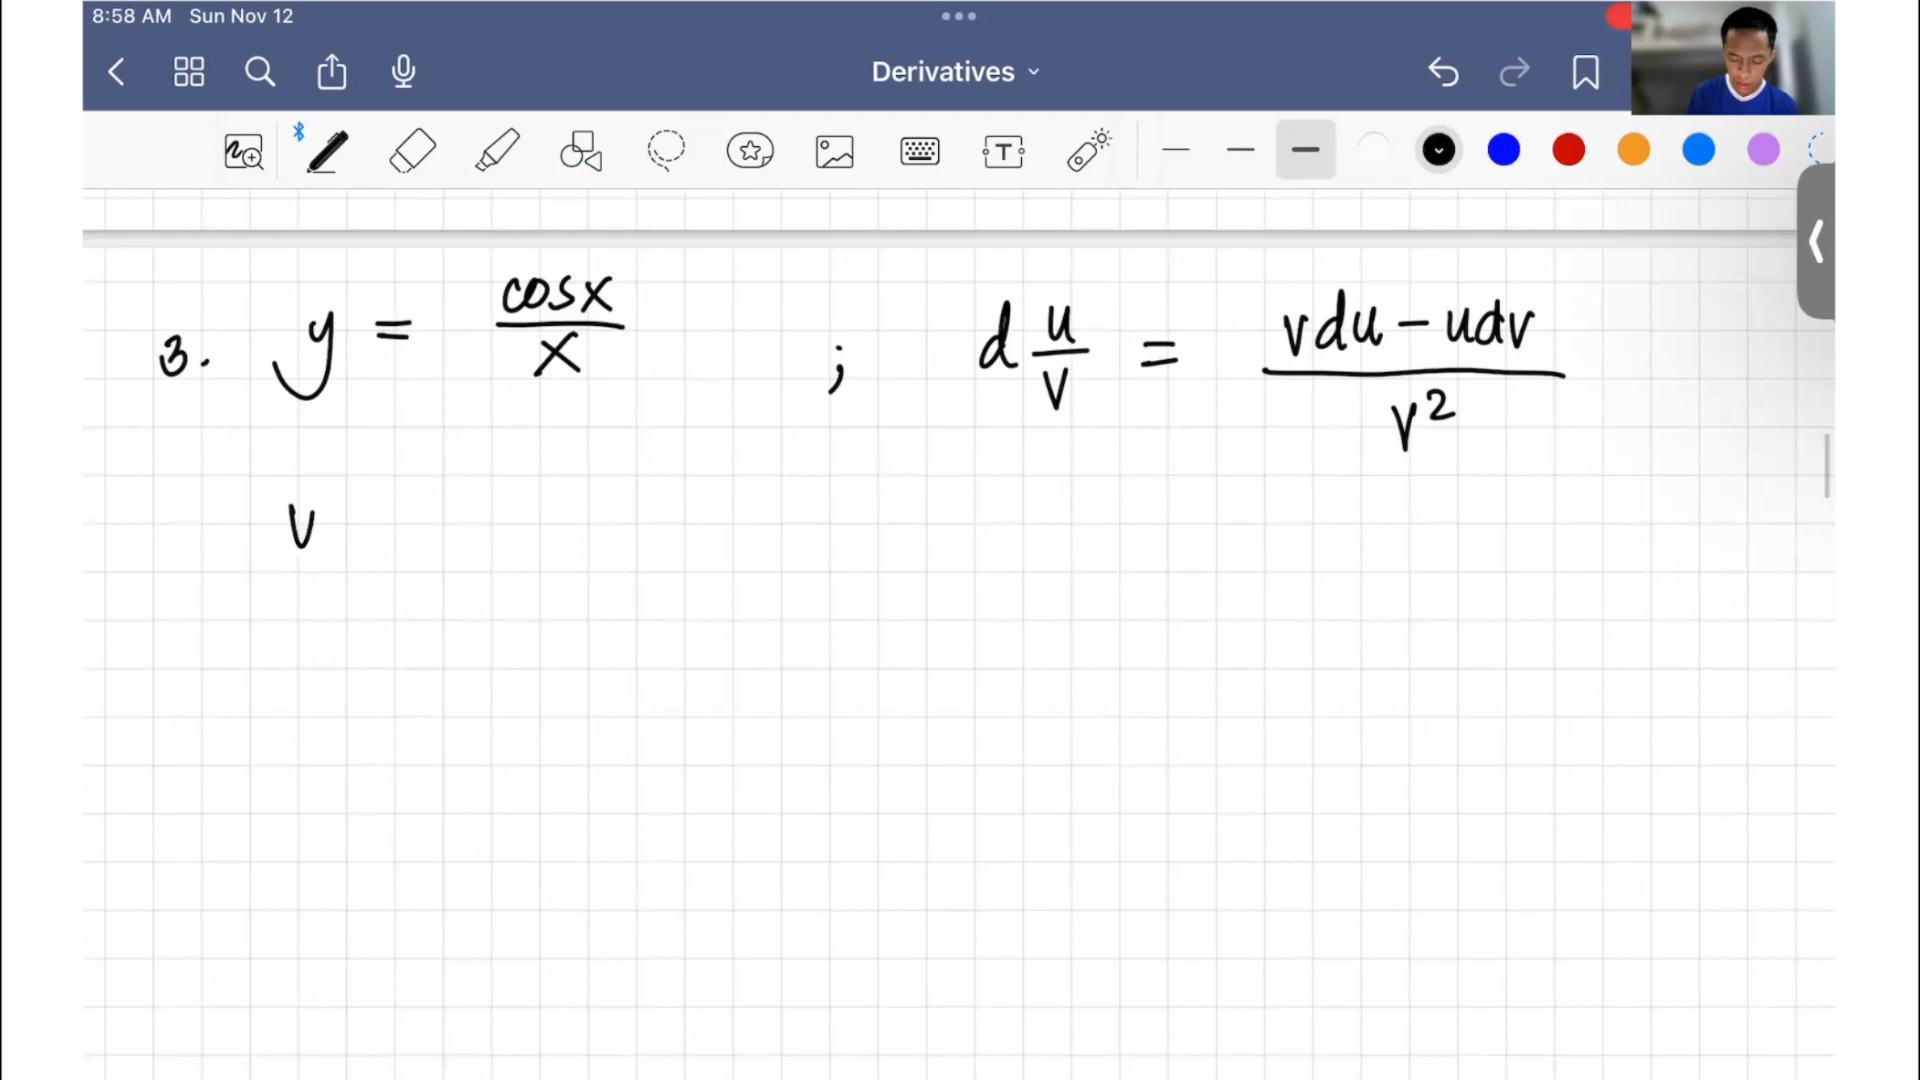 8:58 AM Sun Nov 12
Derivatives
T
3. y = cosx/x ; d u/v = vdu - udv/v²
v